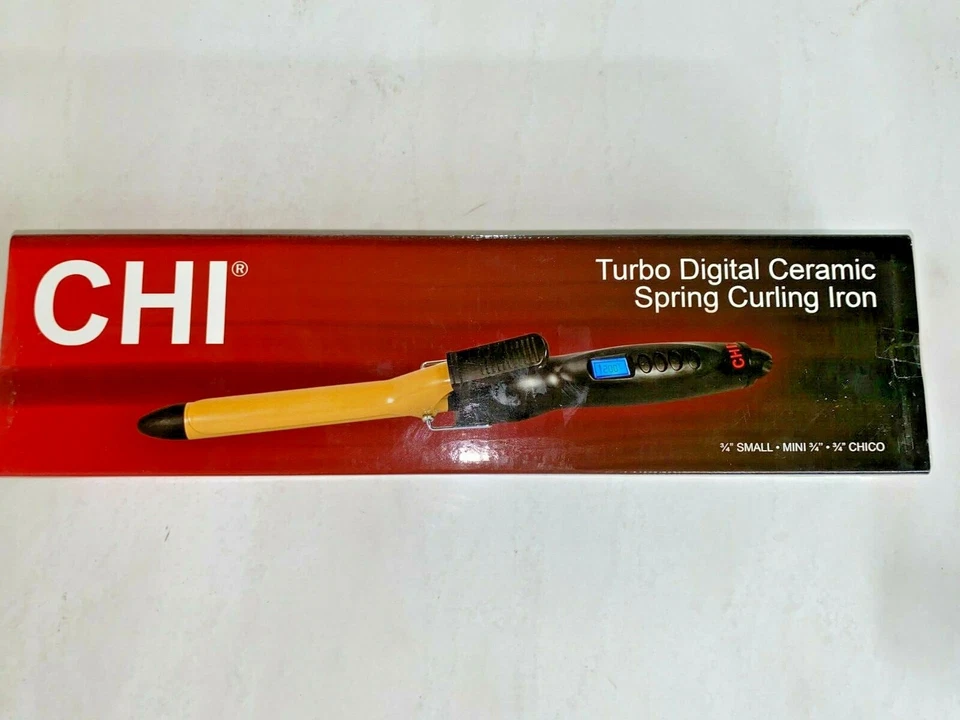 CHI®
Turbo Digital Ceramic
Spring Curling Iron
CHI
¾" SMALL • MINI ¾" • ¾" CHICO